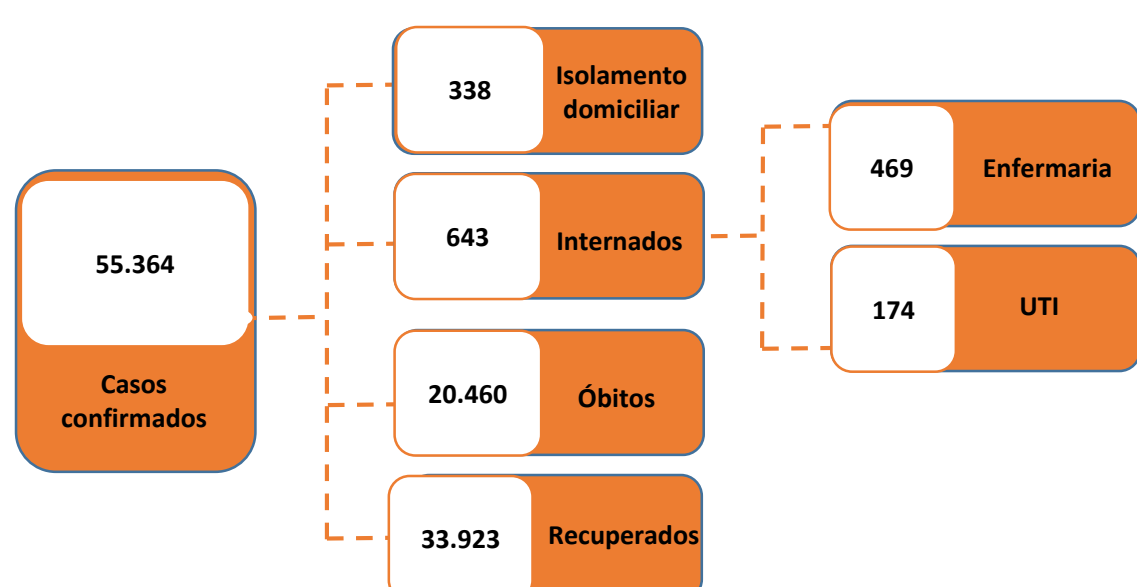 55.364
Casos
confirmados
338
Isolamento
domiciliar
643
Internados
20.460
Óbitos
33.923
Recuperados
469
Enfermaria
174
UTI